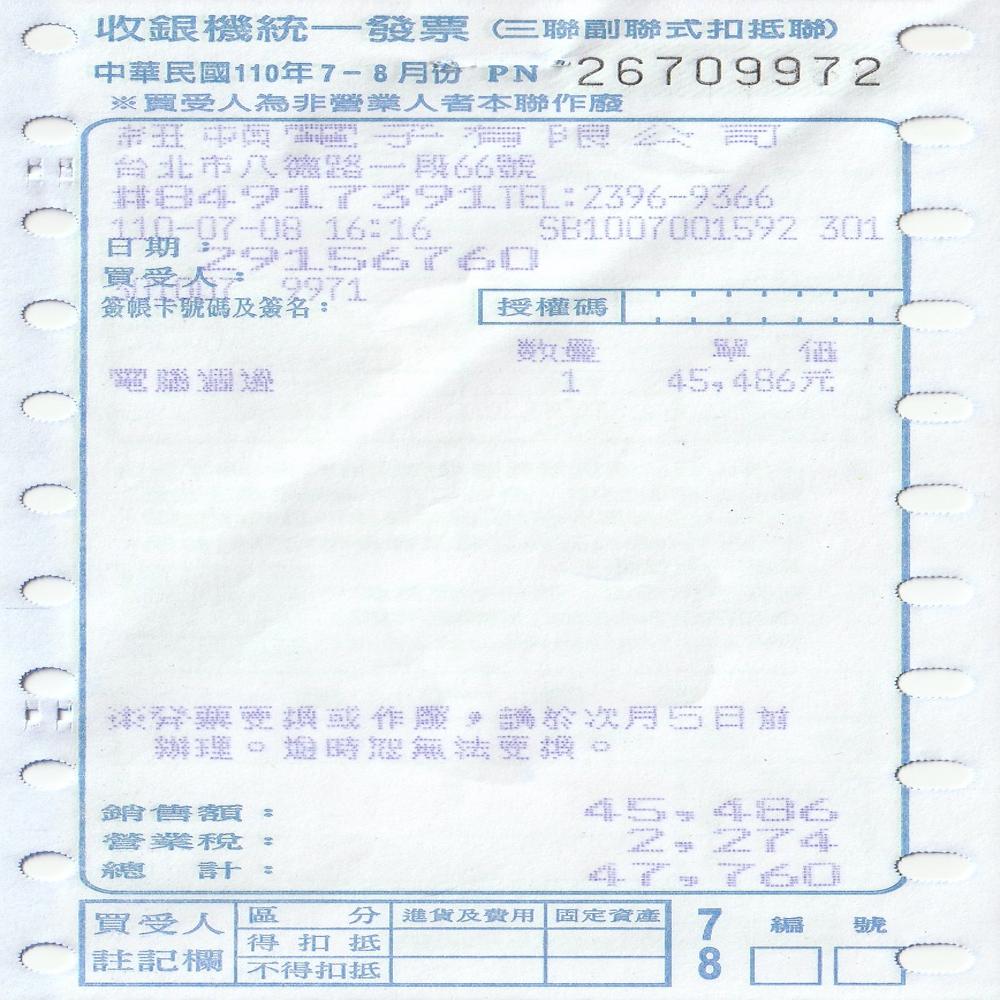 收銀機統一發票(三聯副聯式扣抵聯)
中華民國110年7-8月份 PN 26709972
※買受人為非營業人者本聯作廢
電子有限公司
台北市八德路一段66號
#84917391TEL:2396-9366
110-07-08 16:16 SB1007001592 301
日期:
29156760
買受人:
9971
簽帳卡號碼及簽名: 授權碼
数量 單 価
電腦週邊 1 45,486元
※發票更換或作廢,請於次月5日前
辦理。逾時恕無法更換。
銷售額: 45,486
營業稅: 2,274
總 計: 47,760
買受人註記欄 區 分 進貨及費用 固定資產 7 編 號
得扣抵 8
不得扣抵